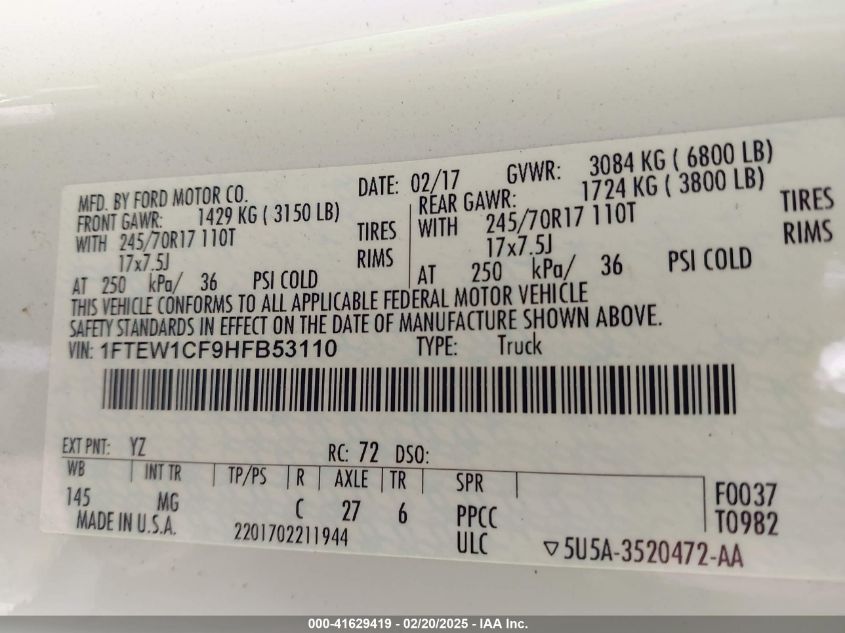 MFD. BY FORD MOTOR CO. DATE: 02/17 GVWR: 3084 KG ( 6800 LB)
FRONT GAWR: 1429 KG ( 3150 LB) REAR GAWR: 1724 KG ( 3800 LB)
WITH 245/70R17 110T TIRES WITH 245/70R17 110T TIRES
17x7.5J RIMS 17x7.5J RIMS
AT 250 kPa/ 36 PSI COLD AT 250 kPa/ 36 PSI COLD
THIS VEHICLE CONFORMS TO ALL APPLICABLE FEDERAL MOTOR VEHICLE
SAFETY STANDARDS IN EFFECT ON THE DATE OF MANUFACTURE SHOWN ABOVE.
VIN: 1FTEW1CF9HFB53110 TYPE: Truck
EXT PNT: YZ RC: 72 DSO:
WB INT TR TP/PS R AXLE TR SPR
145 MG C 27 6 PPCC F0037
MADE IN U.S.A. 2201702211944 ULC T0982
▽5U5A-3520472-AA
000-41629419 - 02/20/2025 - IAA Inc.